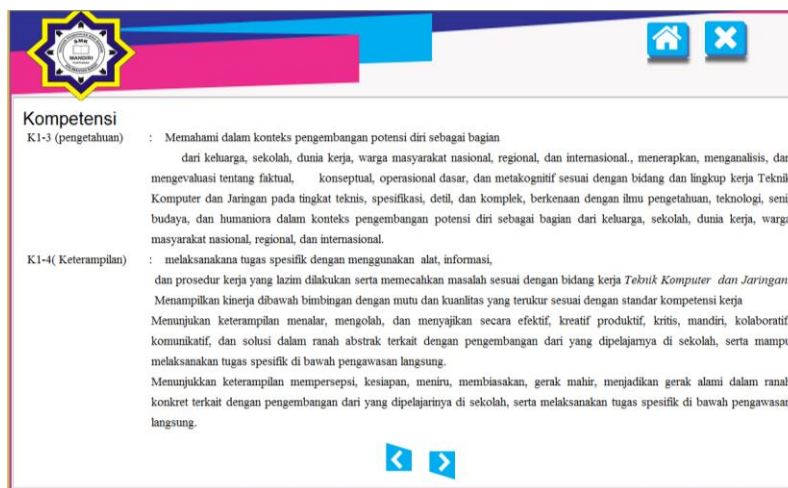 SMK
MANDIRI
Kompetensi
K1-3 (pengetahuan) : Memahami dalam konteks pengembangan potensi diri sebagai bagian
dari keluarga, sekolah, dunia kerja, warga masyarakat nasional, regional, dan internasional., menerapkan, menganalisis, dan
mengevaluasi tentang faktual, konseptual, operasional dasar, dan metakognitif sesuai dengan bidang dan lingkup kerja Teknik
Komputer dan Jaringan pada tingkat teknis, spesifikasi, detil, dan komplek, berkenaan dengan ilmu pengetahuan, teknologi, seni,
budaya, dan humaniora dalam konteks pengembangan potensi diri sebagai bagian dari keluarga, sekolah, dunia kerja, warga
masyarakat nasional, regional, dan internasional.
K1-4( Keterampilan) : melaksanakana tugas spesifik dengan menggunakan alat, informasi,
dan prosedur kerja yang lazim dilakukan serta memecahkan masalah sesuai dengan bidang kerja Teknik Komputer dan Jaringan.
Menampilkan kinerja dibawah bimbingan dengan mutu dan kuanlitas yang terukur sesuai dengan standar kompetensi kerja
Menunjukan keterampilan menalar, mengolah, dan menyajikan secara efektif, kreatif produktif, kritis, mandiri, kolaboratif,
komunikatif, dan solusi dalam ranah abstrak terkait dengan pengembangan dari yang dipelajarnya di sekolah, serta mampu
melaksanakan tugas spesifik di bawah pengawasan langsung.
Menunjukkan keterampilan mempersepsi, kesiapan, meniru, membiasakan, gerak mahir, menjadikan gerak alami dalam ranah
konkret terkait dengan pengembangan dari yang dipelajarinya di sekolah, serta melaksanakan tugas spesifik di bawah pengawasan
langsung.